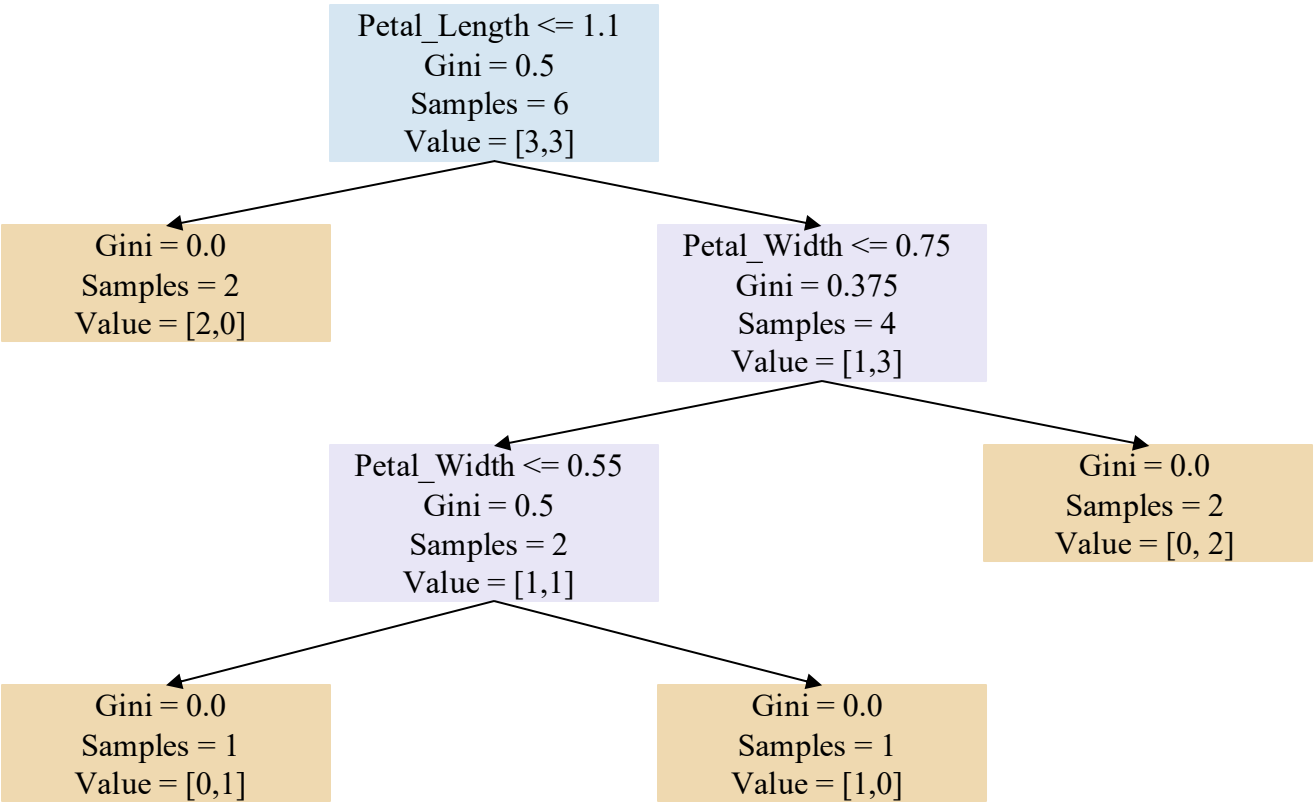 Petal_Length <= 1.1
Gini = 0.5
Samples = 6
Value = [3,3]
Gini = 0.0
Samples = 2
Value = [2,0]
Petal_Width <= 0.75
Gini = 0.375
Samples = 4
Value = [1,3]
Petal_Width <= 0.55
Gini = 0.5
Samples = 2
Value = [1,1]
Gini = 0.0
Samples = 2
Value = [0, 2]
Gini = 0.0
Samples = 1
Value = [0,1]
Gini = 0.0
Samples = 1
Value = [1,0]